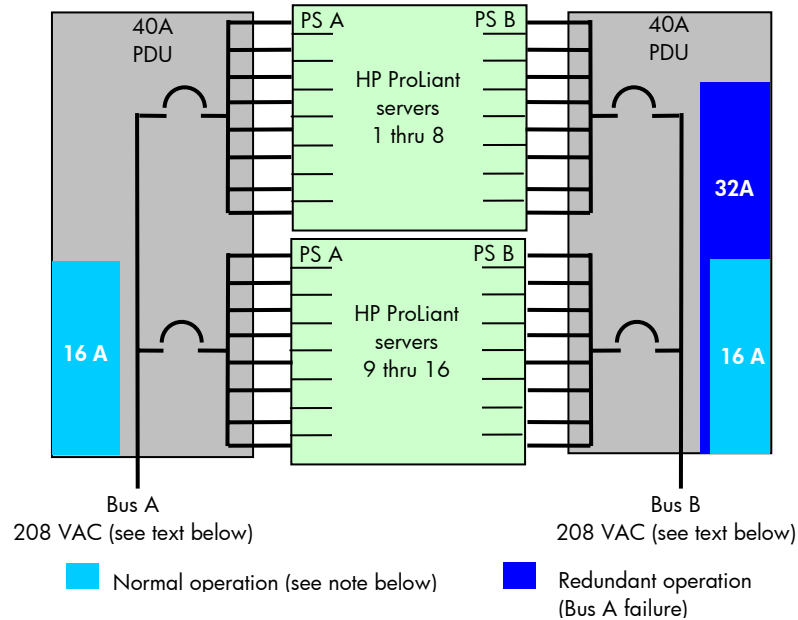 40A
PDU
PS A
PS B
HP ProLiant
servers
1 thru 8
40A
PDU
32A
PS A
PS B
HP ProLiant
servers
9 thru 16
16 A
16 A
Bus A
208 VAC (see text below)
Bus B
208 VAC (see text below)
Normal operation (see note below)
Redundant operation
(Bus A failure)